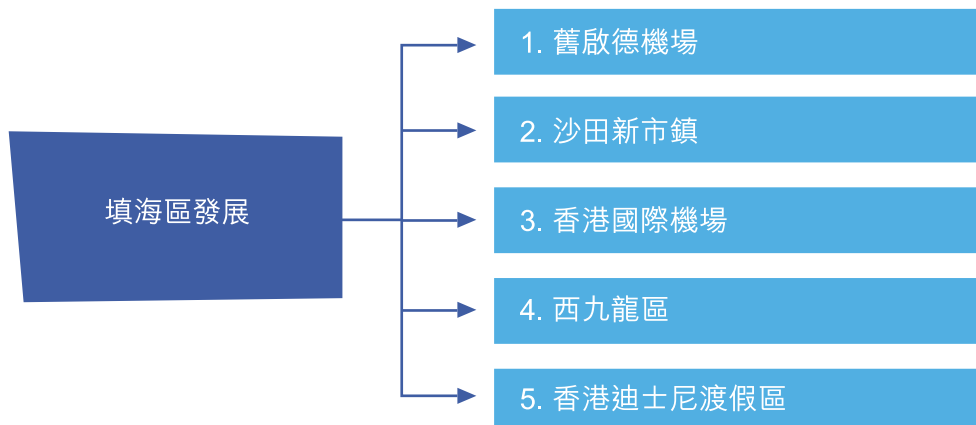 填海區發展
1. 舊啟德機場
2. 沙田新市鎮
3. 香港國際機場
4. 西九龍區
5. 香港迪士尼渡假區